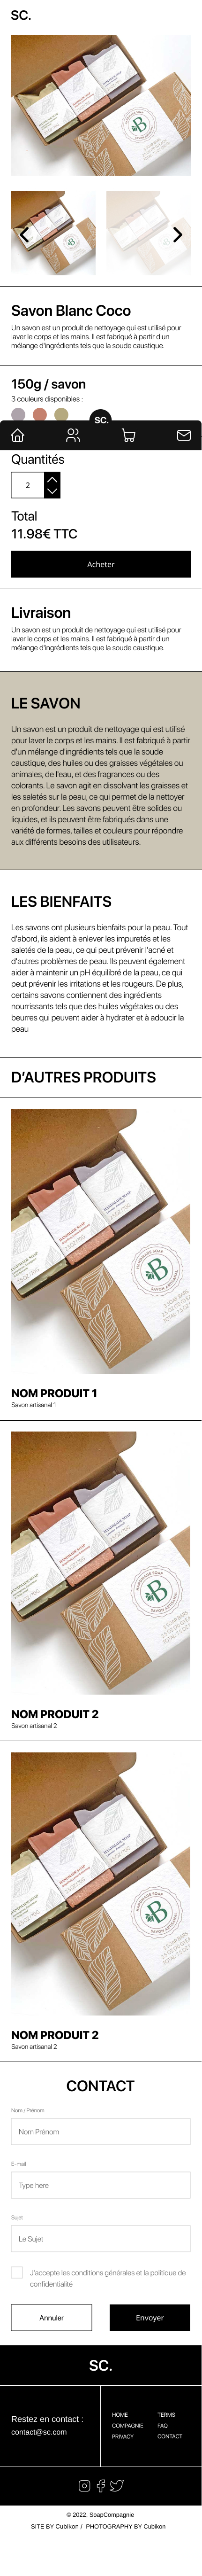 SC.
Savon Blanc Coco
Un savon est un produit de nettoyage qui est utilisé pour
laver le corps et les mains. Il est fabriqué à partir d'un
mélange d'ingrédients tels que la soude caustique.
150g / savon
3 couleurs disponibles :
SC.
Quantités
2
Total
11.98€ TTC
Acheter
Livraison
Un savon est un produit de nettoyage qui est utilisé pour
laver le corps et les mains. Il est fabriqué à partir d'un
mélange d'ingrédients tels que la soude caustique.
LE SAVON
Un savon est un produit de nettoyage qui est utilisé
pour laver le corps et les mains. Il est fabriqué à partir
d'un mélange d'ingrédients tels que la soude
caustique, des huiles ou des graisses végétales ou
animales, de l'eau, et des fragrances ou des
colorants. Le savon agit en dissolvant les graisses et
les saletés sur la peau, ce qui permet de la nettoyer
en profondeur. Les savons peuvent être solides ou
liquides, et ils peuvent être fabriqués dans une
variété de formes, tailles et couleurs pour répondre
aux différents besoins des utilisateurs.
LES BIENFAITS
Les savons ont plusieurs bienfaits pour la peau. Tout
d'abord, ils aident à enlever les impuretés et les
saletés de la peau, ce qui peut prévenir l'acné et
d'autres problèmes de peau. Ils peuvent également
aider à maintenir un pH équilibré de la peau, ce qui
peut prévenir les irritations et les rougeurs. De plus,
certains savons contiennent des ingrédients
nourrissants tels que des huiles végétales ou des
beurres qui peuvent aider à hydrater et à adoucir la
peau
D'AUTRES PRODUITS
HANDMADE SOAP
B
SAVON ARTISANAL
NOM PRODUIT 1
Savon artisanal 1
HANDMADE SOAP
B
SAVON ARTISANAL
NOM PRODUIT 2
Savon artisanal 2
HANDMADE SOAP
B
SAVON ARTISANAL
NOM PRODUIT 2
Savon artisanal 2
CONTACT
Nom / Prénom
Nom Prénom
E-mail
Type here
Sujet
Le Sujet
J'accepte les conditions générales et la politique de
confidentialité
Annuler
Envoyer
SC.
Restez en contact :
contact@sc.com
HOME
COMPAGNIE
PRIVACY
TERMS
FAQ
CONTACT
© 2022, SoapCompagnie
SITE BY Cubikon / PHOTOGRAPHY BY Cubikon